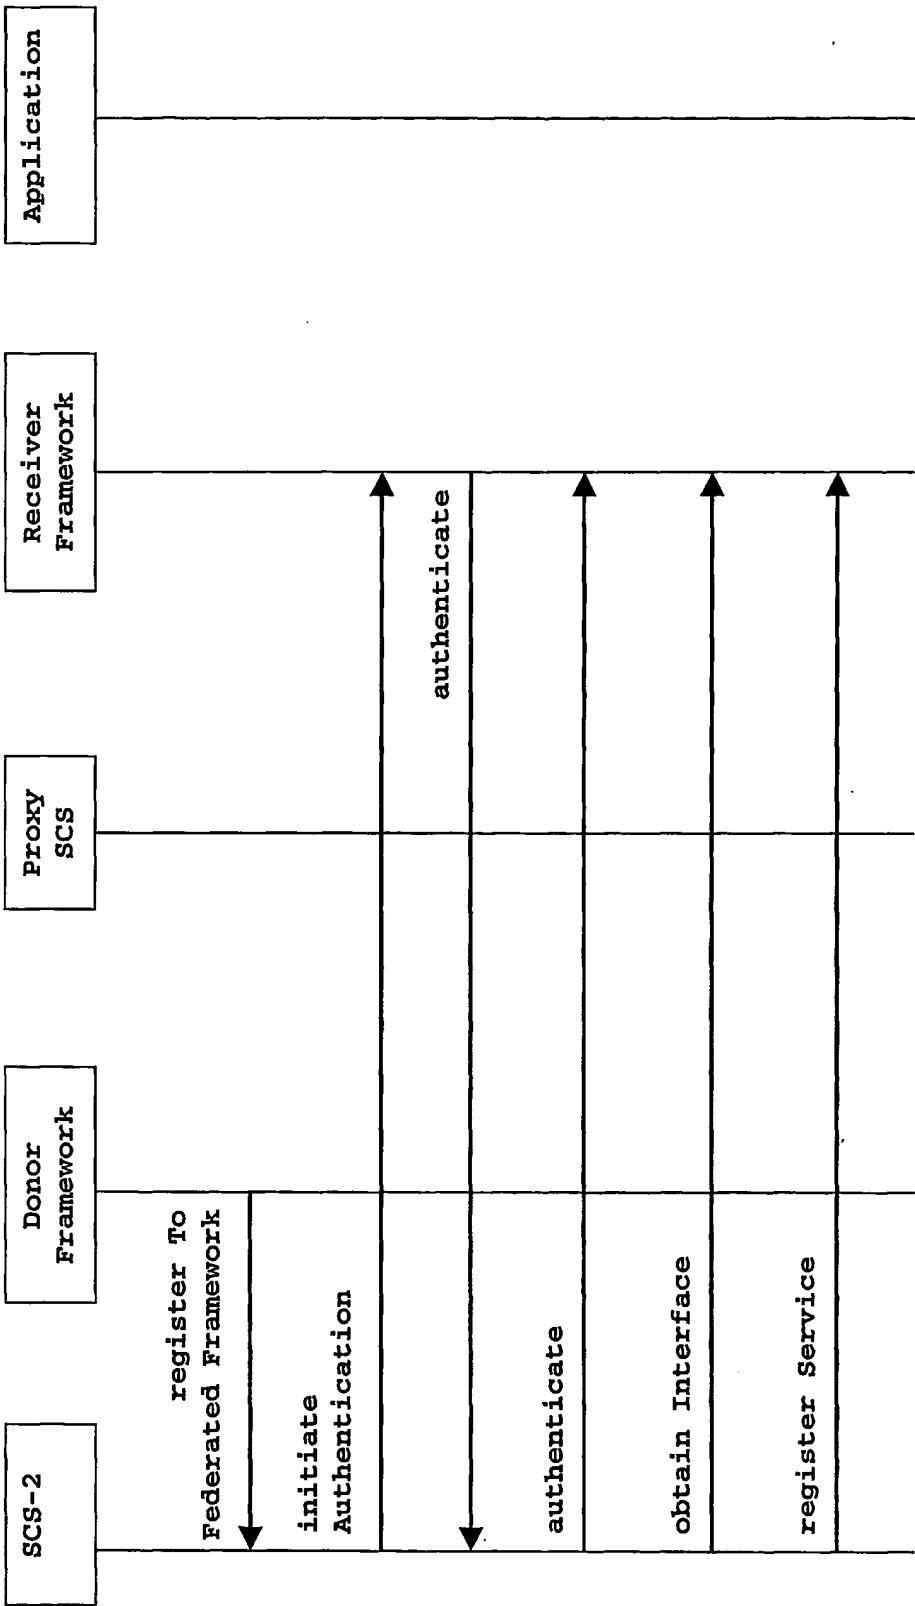 SCS-2
Donor
Framework
Proxy
SCS
Receiver
Framework
Application
register To
Federated Framework
initiate
Authentication
authenticate
authenticate
obtain Interface
register Service